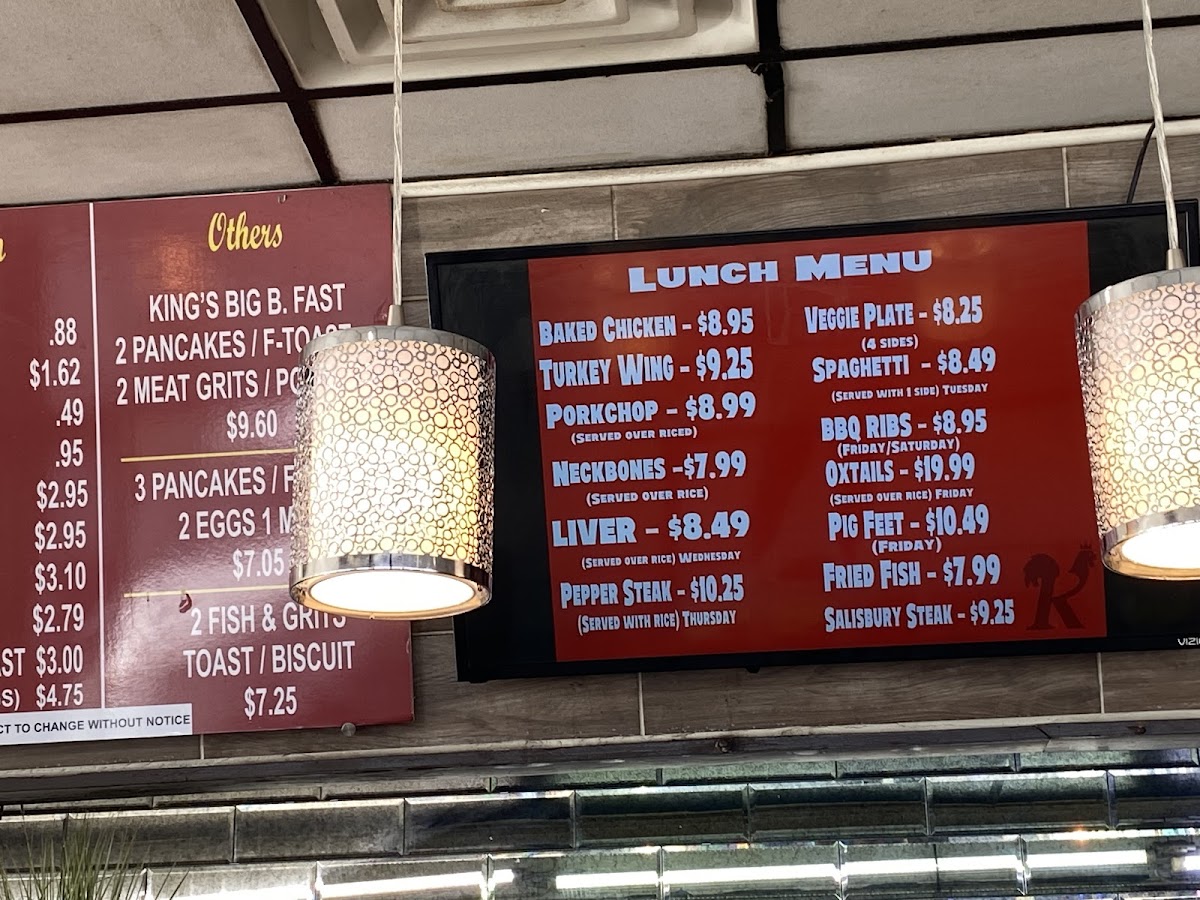 .88
$1.62
.49
.95
$2.95
$2.95
$3.10
$2.79
$3.00
$4.75
TO CHANGE WITHOUT NOTICE
Others
KING'S BIG B. FAST
2 PANCAKES /
2 MEAT GRITS /
$9.60
3 PANCAKES /
2 EGGS 1
$7.05
2 FISH & GRITS
TOAST / BISCUIT
$7.25
LUNCH MENU
BAKED CHICKEN - $8.95
TURKEY WING - $9.25
PORKCHOP - $8.99
(SERVED OVER RICED)
NECKBONES -$7.99
(SERVED OVER RICE)
LIVER - $8.49
(SERVED OVER RICE) WEDNESDAY
PEPPER STEAK - $10.25
(SERVED WITH RICE) THURSDAY
VEGGIE PLATE - $8.25
(4 SIDES)
SPAGHETTI - $8.49
(SERVED WITH 1 SIDE) TUESDAY
BBQ RIBS - $8.95
(FRIDAY/SATURDAY)
OXTAILS - $19.99
(SERVED OVER RICE) FRIDAY
PIG FEET - $10.49
(FRIDAY)
FRIED FISH - $7.99
SALISBURY STEAK - $9.25
K